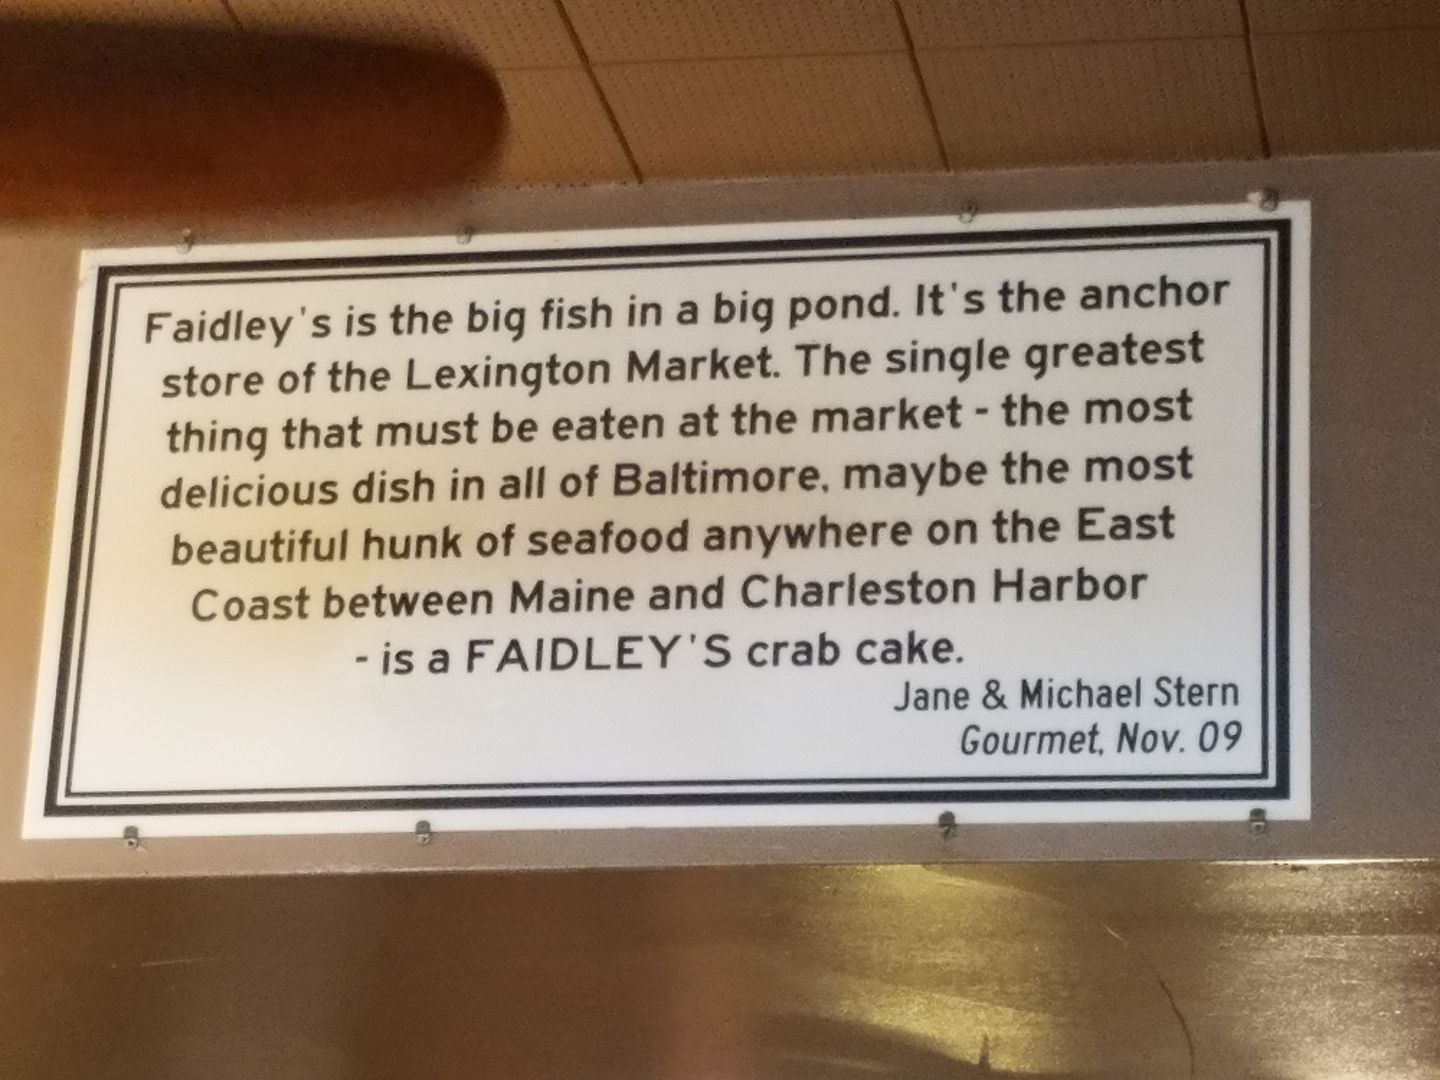 Faidley's is the big fish in a big pond. It's the anchor
store of the Lexington Market. The single greatest
thing that must be eaten at the market - the most
delicious dish in all of Baltimore, maybe the most
beautiful hunk of seafood anywhere on the East
Coast between Maine and Charleston Harbor
- is a FAIDLEY'S crab cake.
Jane & Michael Stern
Gourmet, Nov. 09